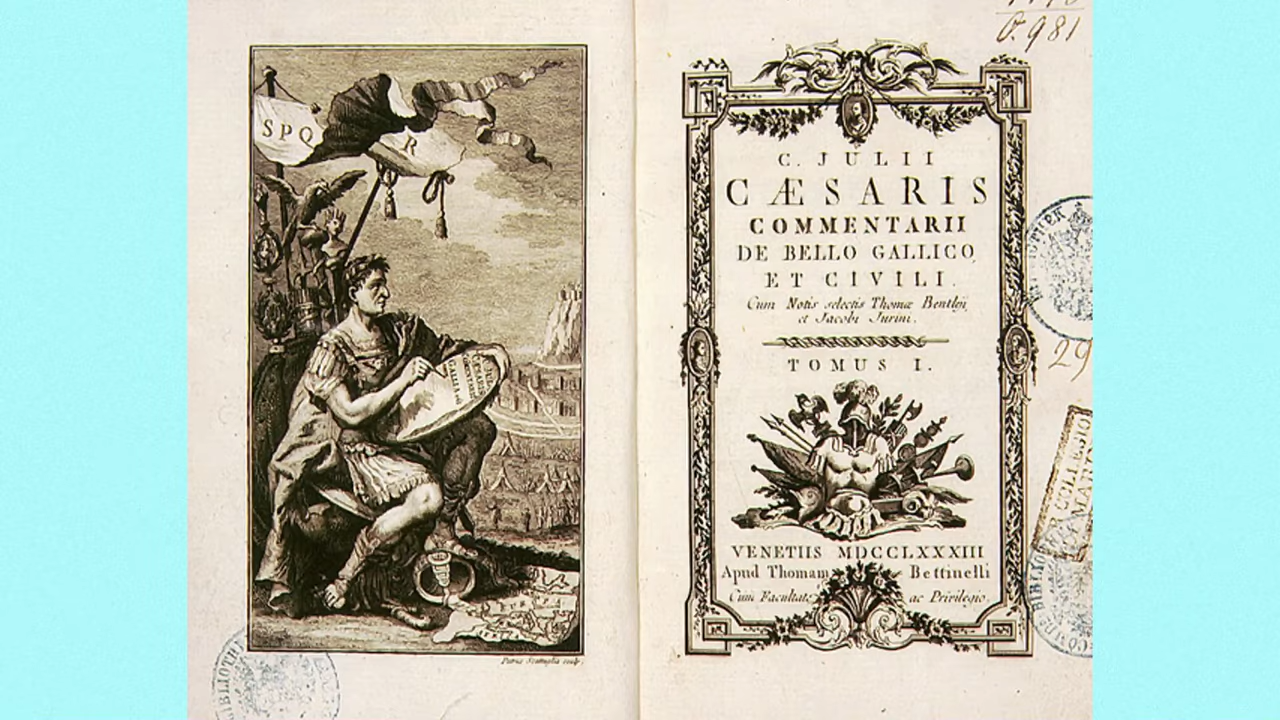 SPQ
R
C. JULII
CÆSARIS
COMMENTARII
DE BELLO GALLICO
ET CIVILI.
Cum Notis selectis Thomæ Bentleji,
et Jacobi Jurini.
TOMUS I.
VENETIIS MDCCLXXXIII
Apud Thomam Bettinelli
Cum Facultate ac Privilegio.
sculp.
O. 981
29